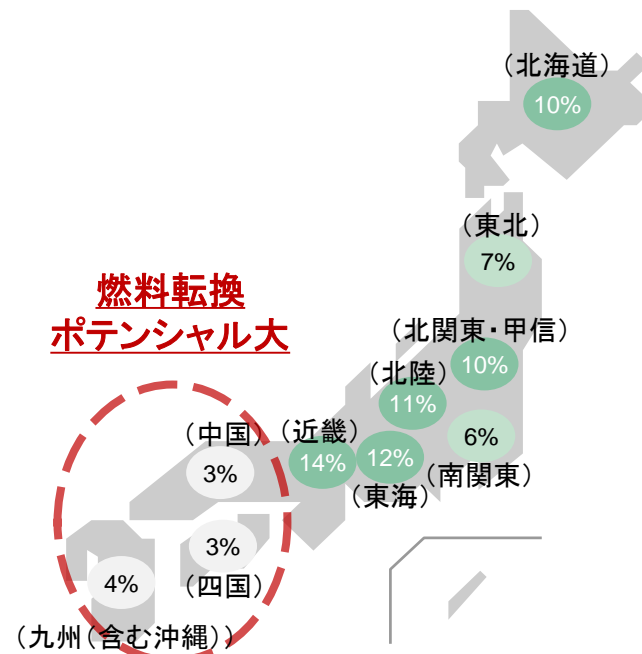 (北海道)
10%
(東北)
7%
燃料転換
ポテンシャル大
(北関東・甲信)
10%
(北陸)
11%
6%
(南関東)
(中国)
3%
(近畿)
14%
12%
(東海)
3%
(四国)
4%
(九州(含む沖縄))